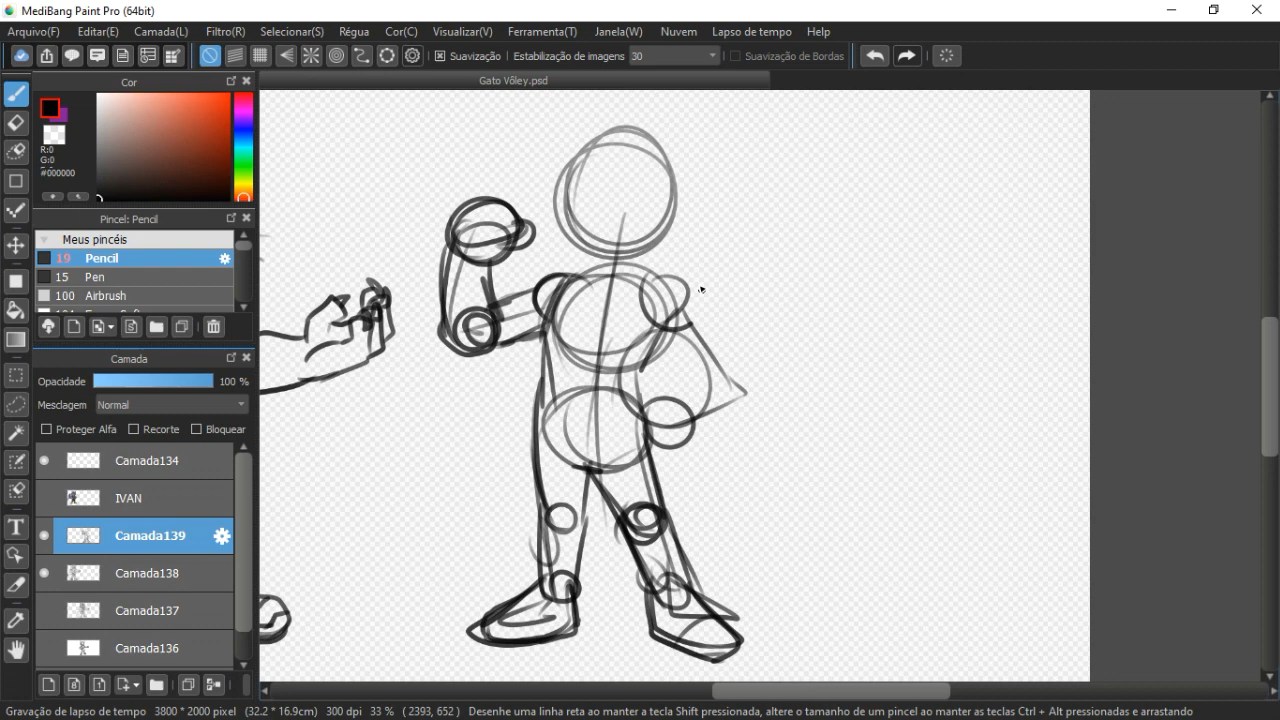 MediBang Paint Pro (64bit)
Arquivo(F) Editar(E) Camada(L) Filtro(R) Selecionar(S) Régua Cor(C) Visualizar(V) Ferramenta(T) Janela(W) Nuvem Lapso de tempo Help
Suavização Estabilização de imagens 30 Suavização de Bordas
Cor
Gato Vôley.psd
R:0
G:0
#000000
Pincel: Pencil
Meus pincéis
19 Pencil
15 Pen
100 Airbrush
Camada
Opacidade 100 %
Mesclagem Normal
Proteger Alfa Recorte Bloquear
Camada134
IVAN
Camada139
Camada138
Camada137
Camada136
Gravação de lapso de tempo 3800 * 2000 pixel (32.2 * 16.9cm) 300 dpi 33 % ( 2393, 652 ) Desenhe uma linha reta ao manter a tecla Shift pressionada, altere o tamanho de um pincel ao manter as teclas Ctrl + Alt pressionadas e arrastando